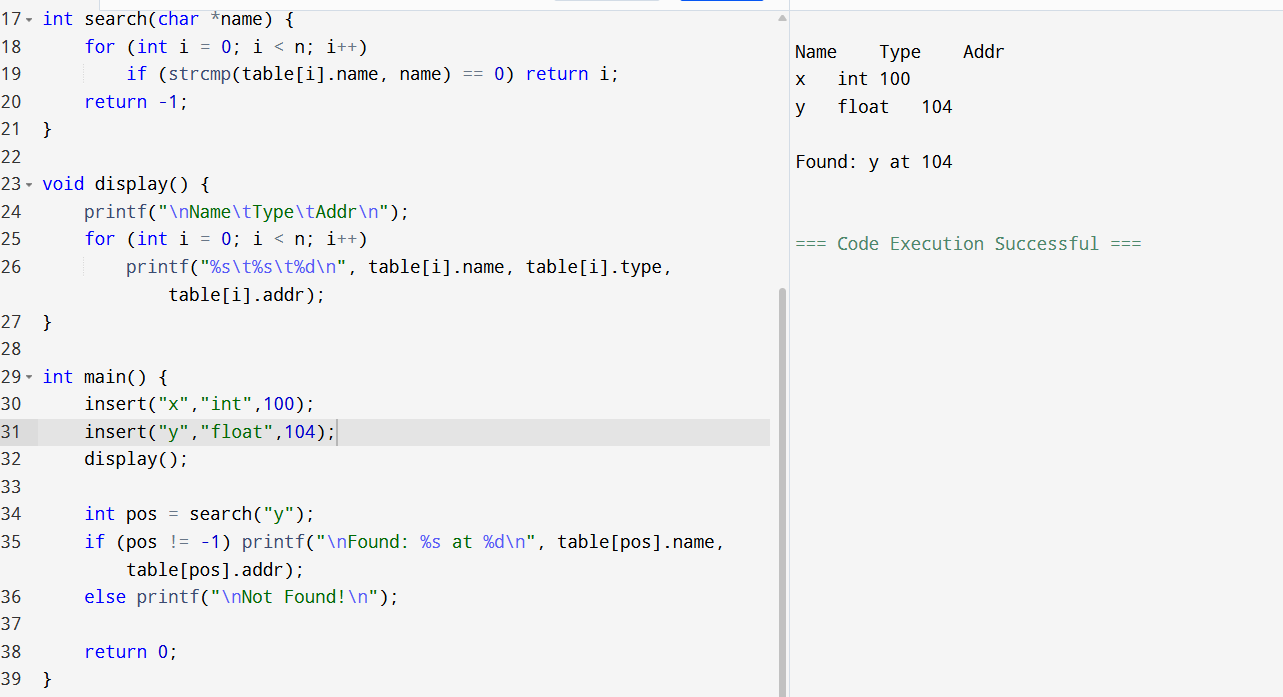 17 int search(char *name) {
18     for (int i = 0; i < n; i++)
19         if (strcmp(table[i].name, name) == 0) return i;
20     return -1;
21 }
22
23 void display() {
24     printf("\nName\tType\tAddr\n");
25     for (int i = 0; i < n; i++)
26         printf("%s\t%s\t%d\n", table[i].name, table[i].type,
            table[i].addr);
27 }
28
29 int main() {
30     insert("x","int",100);
31     insert("y","float",104);
32     display();
33
34     int pos = search("y");
35     if (pos != -1) printf("\nFound: %s at %d\n", table[pos].name,
        table[pos].addr);
36     else printf("\nNot Found!\n");
37
38     return 0;
39 }
Name    Type    Addr
x   int 100
y   float   104

Found: y at 104

=== Code Execution Successful ===